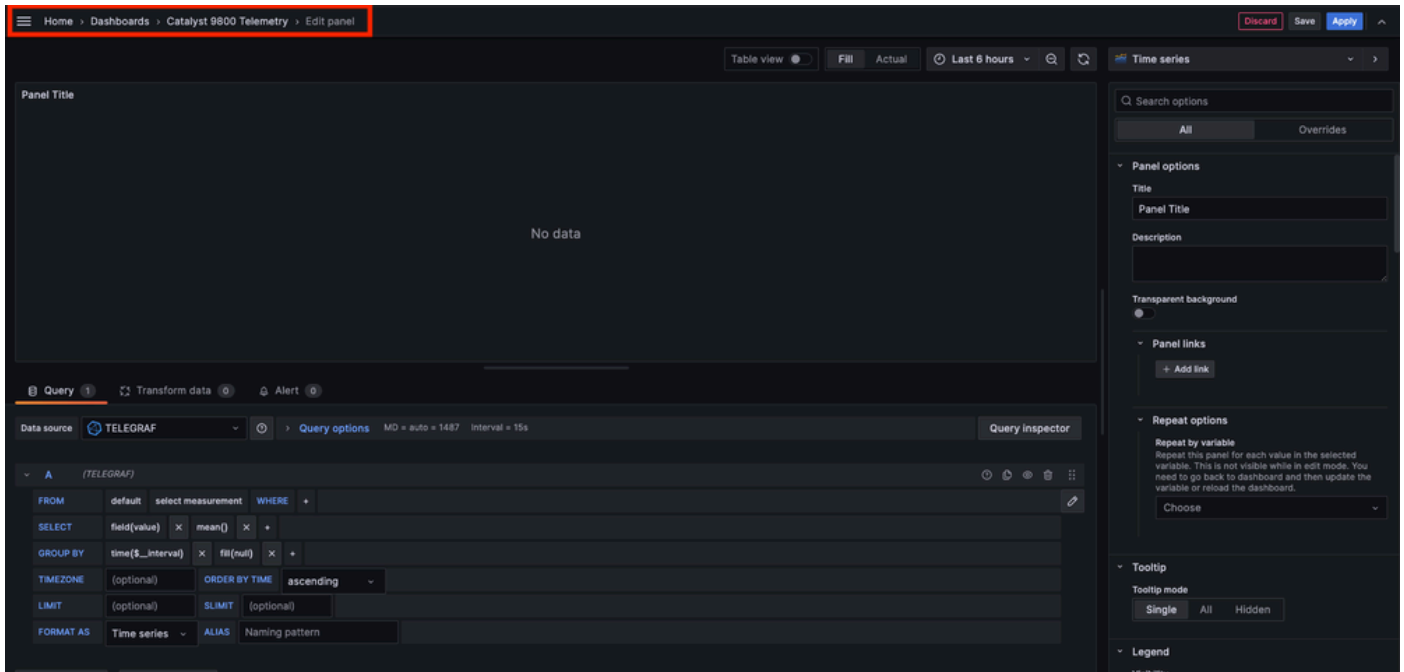 Home › Dashboards › Catalyst 9800 Telemetry › Edit panel
Discard Save Apply
Table view Fill Actual Last 6 hours
Time series
Panel Title
Search options
All Overrides
Panel options
Title
Panel Title
No data
Description
Transparent background
Panel links
+ Add link
Query 1 Transform data 0 Alert 0
Repeat options
Data source TELEGRAF › Query options MD = auto = 1487 Interval = 15s Query inspector
Repeat by variable
Repeat this panel for each value in the selected
variable. This is not visible while in edit mode. You
need to go back to dashboard and then update the
variable or reload the dashboard.
Choose
A (TELEGRAF)
FROM default select measurement WHERE +
SELECT field(value) × mean() × +
GROUP BY time($__interval) × fill(null) × +
TIMEZONE (optional) ORDER BY TIME ascending
LIMIT (optional) SLIMIT (optional)
FORMAT AS Time series ALIAS Naming pattern
Tooltip
Tooltip mode
Single All Hidden
Legend